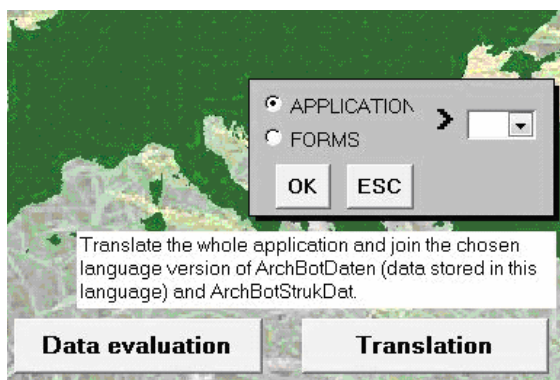 APPLICATION
FORMS
OK ESC
Translate the whole application and join the chosen
language version of ArchBotDaten (data stored in this
language) and ArchBotStrukDat.
Data evaluation Translation